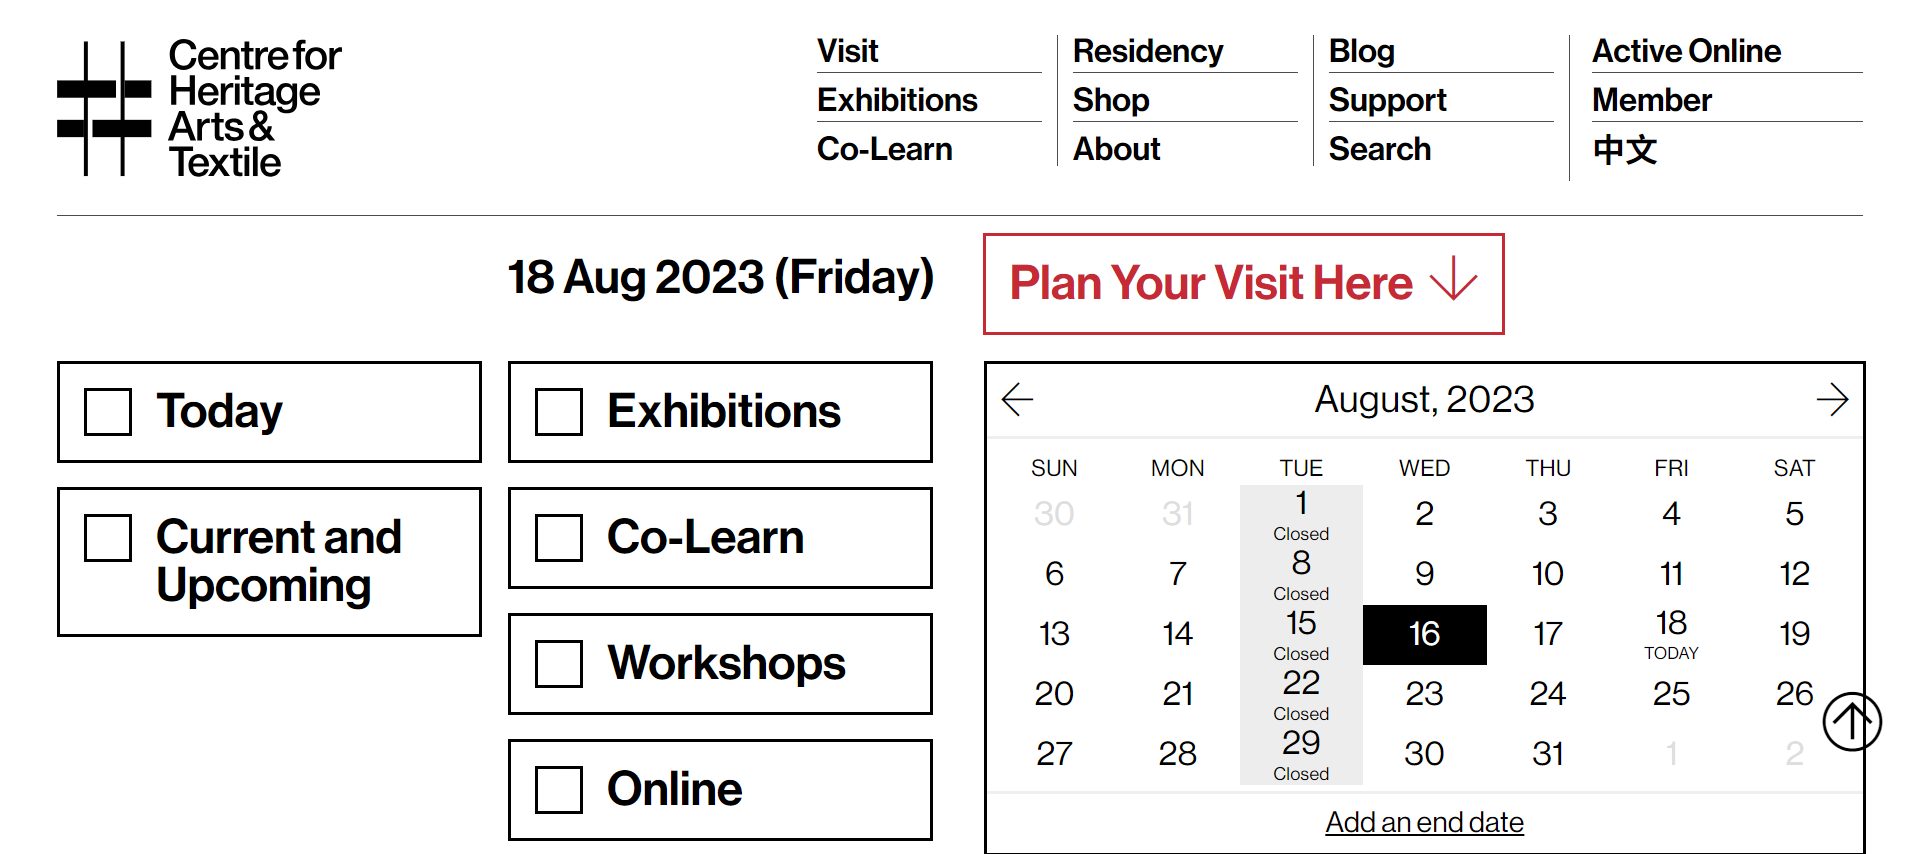 Centre for
Heritage
Arts &
Textile
Visit
Exhibitions
Co-Learn
Residency
Shop
About
Blog
Support
Search
Active Online
Member
中文
18 Aug 2023 (Friday)
Plan Your Visit Here
Today
Current and
Upcoming
Exhibitions
Co-Learn
Workshops
Online
August, 2023
SUN MON TUE WED THU FRI SAT
30 31 1 2 3 4 5
Closed
6 7 8 9 10 11 12
Closed
13 14 15 16 17 18 19
Closed TODAY
20 21 22 23 24 25 26
Closed
27 28 29 30 31 1 2
Closed
Add an end date